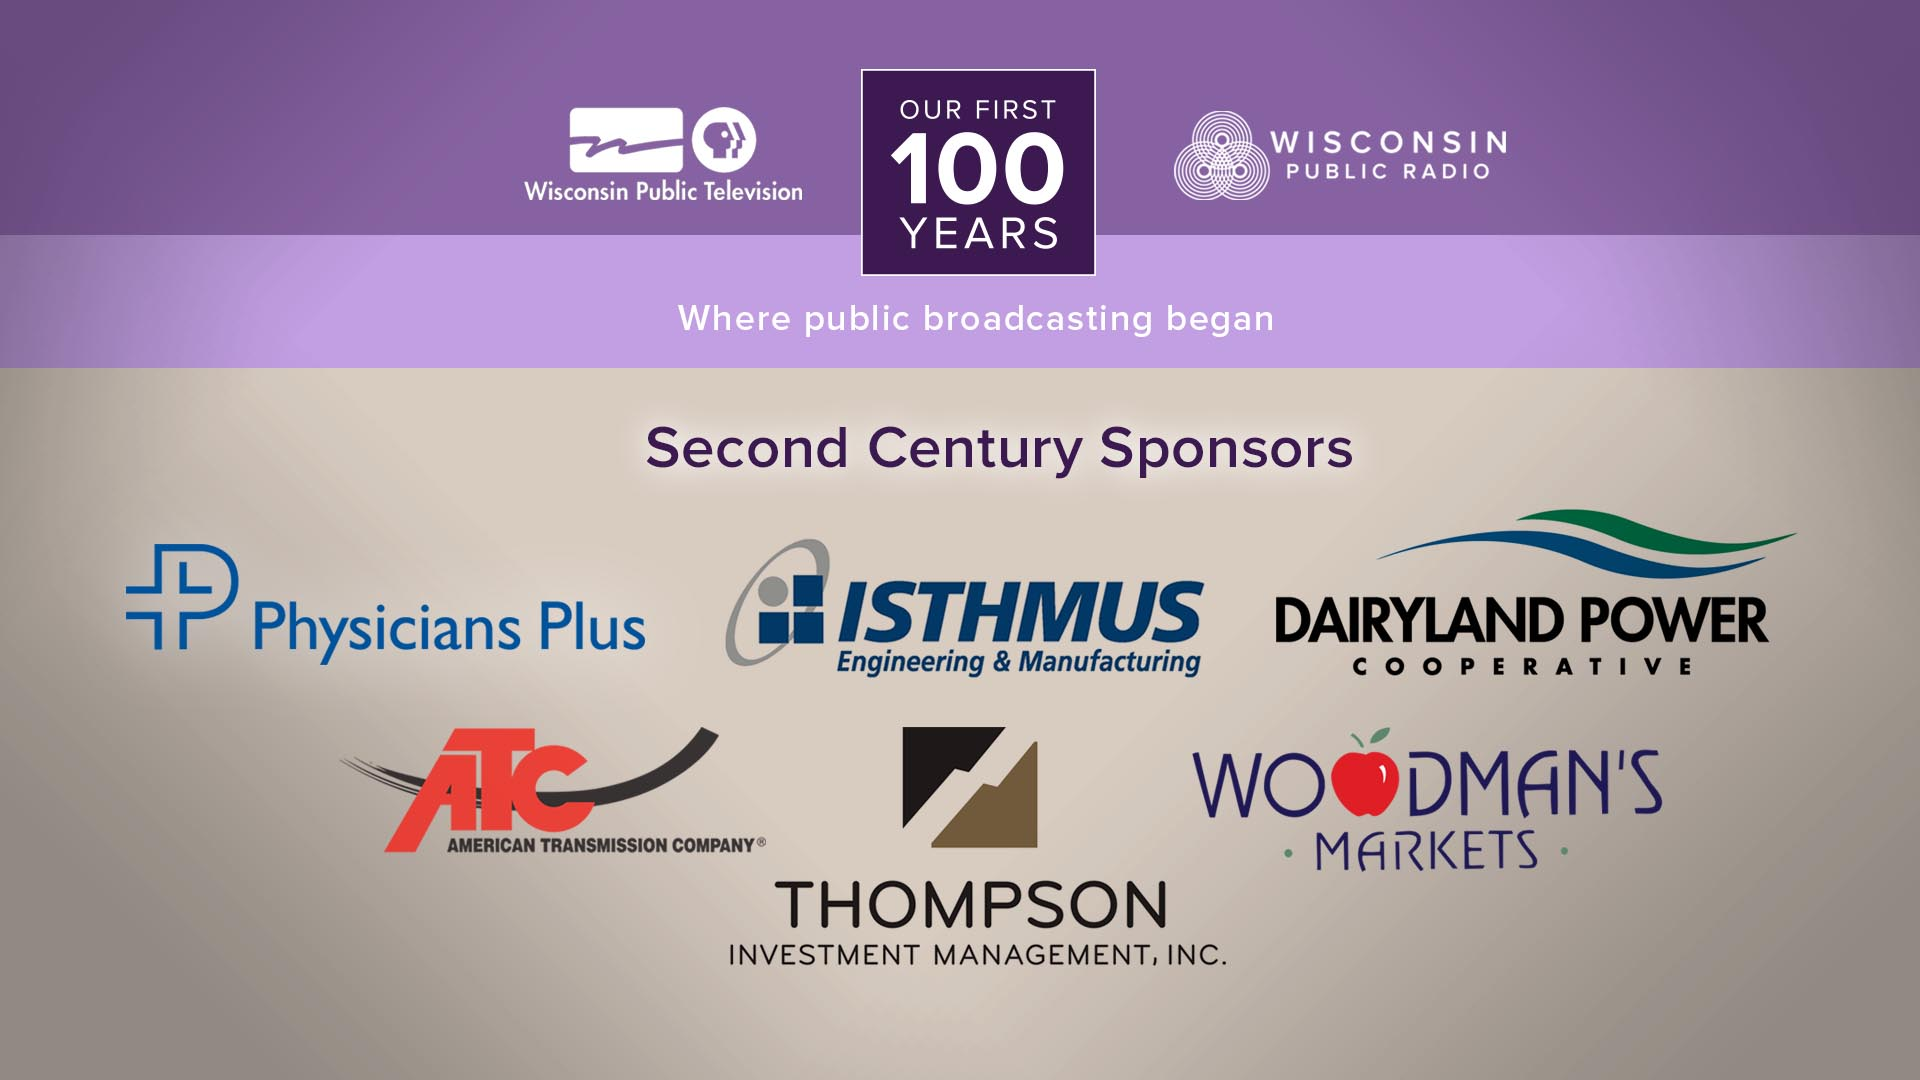 OUR FIRST
100
YEARS
Wisconsin Public Television
WISCONSIN
PUBLIC RADIO
Where public broadcasting began
Second Century Sponsors
Physicians Plus
ISTHMUS
Engineering & Manufacturing
DAIRYLAND POWER
COOPERATIVE
ATC
AMERICAN TRANSMISSION COMPANY®
THOMPSON
INVESTMENT MANAGEMENT, INC.
WOODMAN'S
• MARKETS •